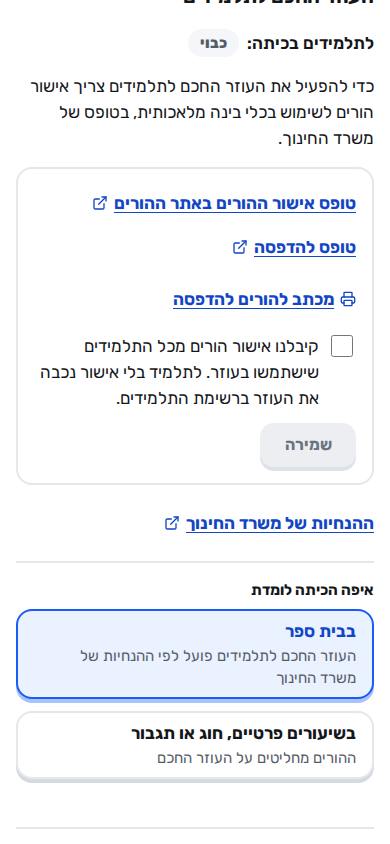 לתלמידים בכיתה: כבוי
כדי להפעיל את העוזר החכם לתלמידים צריך אישור
הורים לשימוש בכלי בינה מלאכותית, בטופס של
משרד החינוך.
טופס אישור ההורים באתר ההורים
טופס להדפסה
מכתב להורים להדפסה
קיבלנו אישור הורים מכל התלמידים
שישתמשו בעוזר. לתלמיד בלי אישור נכבה
את העוזר ברשימת התלמידים.
שמירה
ההנחיות של משרד החינוך
איפה הכיתה לומדת
בבית ספר
העוזר החכם לתלמידים פועל לפי ההנחיות של
משרד החינוך
בשיעורים פרטיים, חוג או תגבור
ההורים מחליטים על העוזר החכם